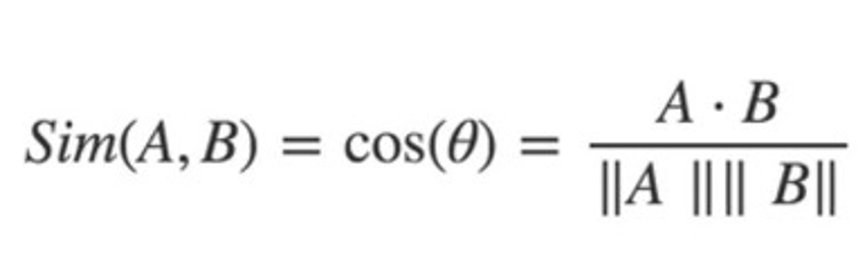 Sim(A, B) = cos(θ) = A · B
‖A ‖‖ B‖